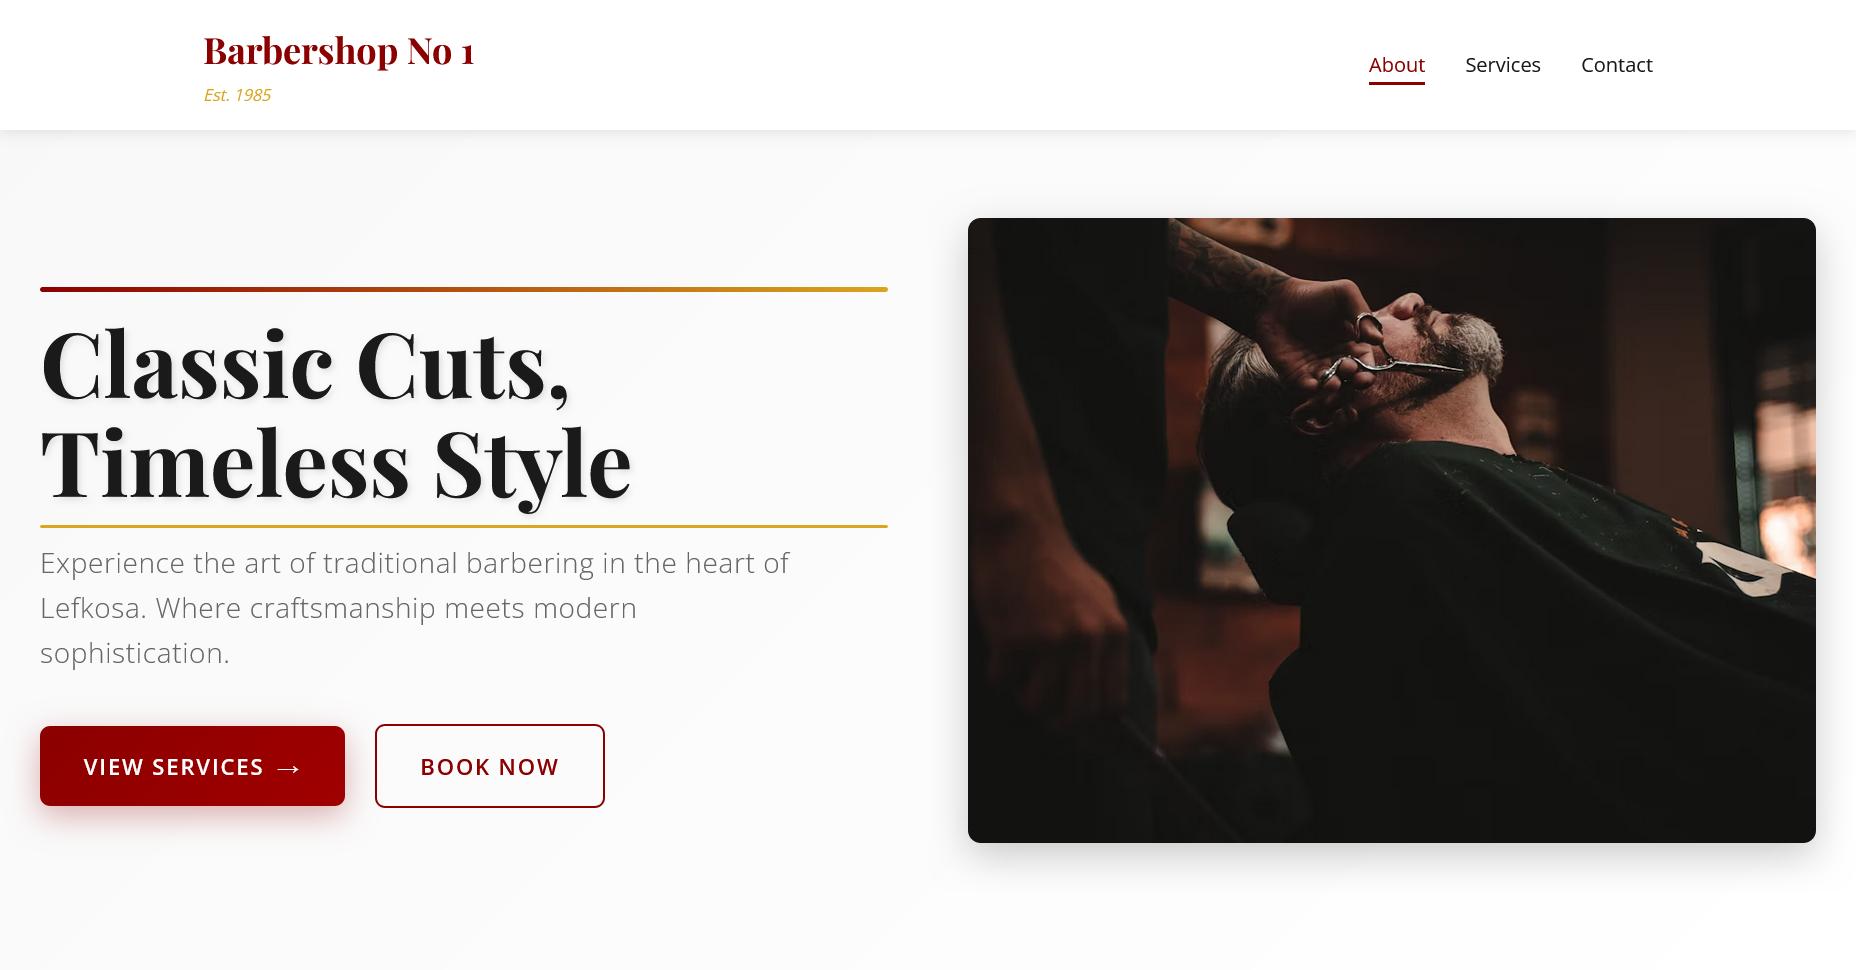 Barbershop No 1
Est. 1985
About
Services
Contact
Classic Cuts,
Timeless Style
Experience the art of traditional barbering in the heart of
Lefkosa. Where craftsmanship meets modern
sophistication.
VIEW SERVICES →
BOOK NOW